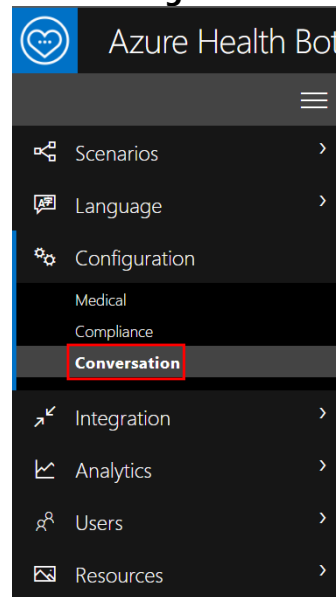 Azure Health Bot
Scenarios
Language
Configuration
Medical
Compliance
Conversation
Integration
Analytics
Users
Resources